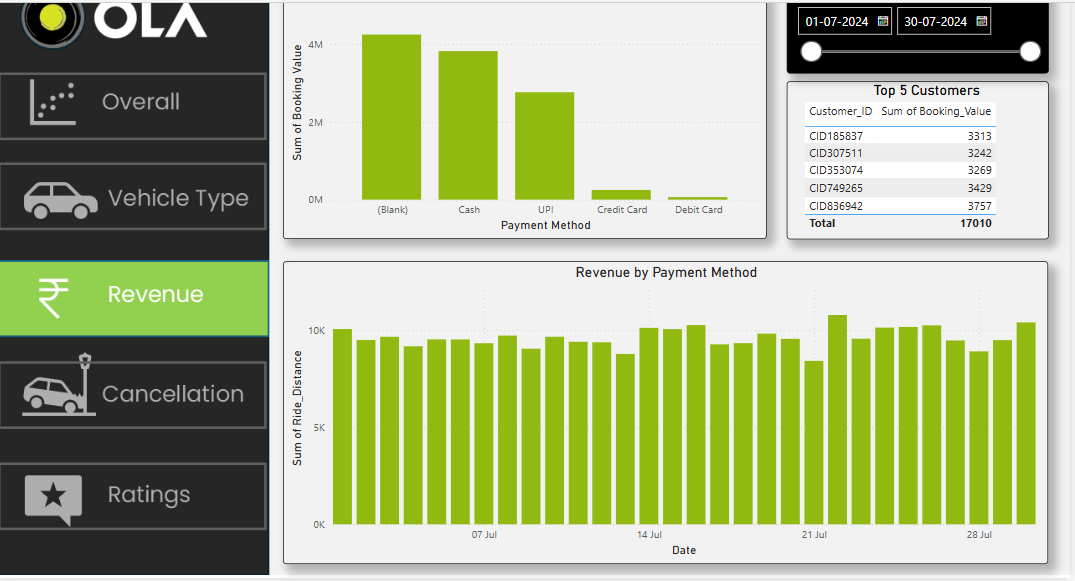 OLA
Overall
Vehicle Type
Revenue
Cancellation
Ratings
Sum of Booking Value
4M
2M
0M
(Blank) Cash UPI Credit Card Debit Card
Payment Method
01-07-2024 30-07-2024
Top 5 Customers
Customer_ID Sum of Booking_Value
CID185837 3313
CID307511 3242
CID353074 3269
CID749265 3429
CID836942 3757
Total 17010
Revenue by Payment Method
Sum of Ride_Distance
10K
5K
0K
07 Jul 14 Jul 21 Jul 28 Jul
Date